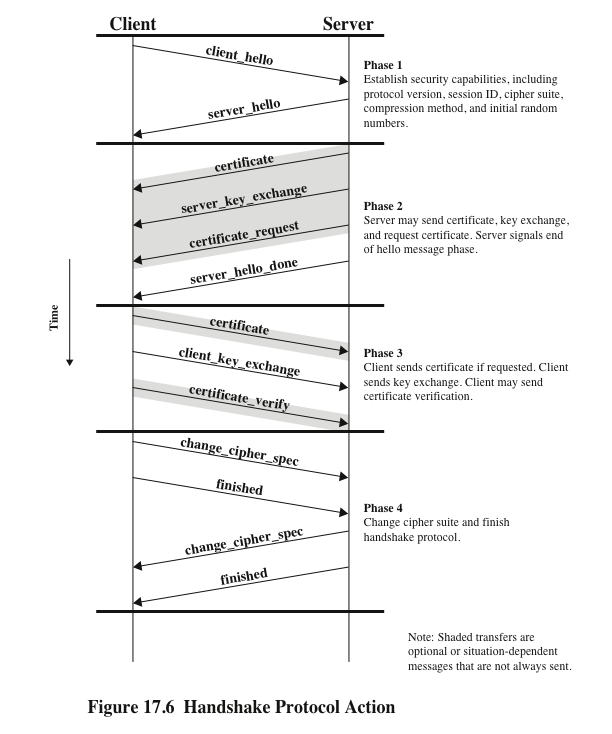 Client
Server
client_hello
server_hello
Phase 1
Establish security capabilities, including
protocol version, session ID, cipher suite,
compression method, and initial random
numbers.
certificate
server_key_exchange
certificate_request
server_hello_done
Phase 2
Server may send certificate, key exchange,
and request certificate. Server signals end
of hello message phase.
Time
certificate
client_key_exchange
certificate_verify
Phase 3
Client sends certificate if requested. Client
sends key exchange. Client may send
certificate verification.
change_cipher_spec
finished
change_cipher_spec
finished
Phase 4
Change cipher suite and finish
handshake protocol.
Note: Shaded transfers are
optional or situation-dependent
messages that are not always sent.
Figure 17.6 Handshake Protocol Action